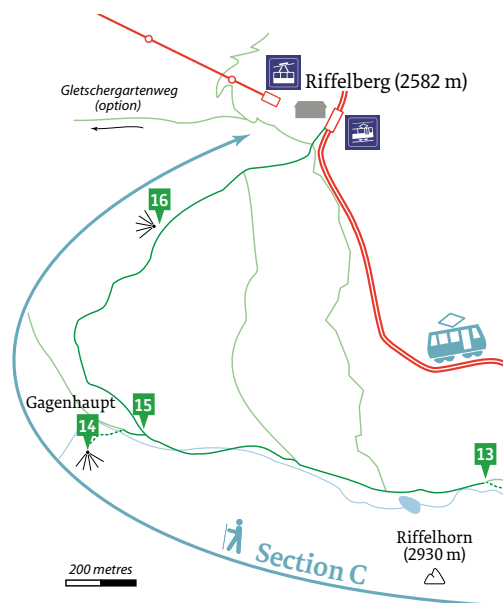 Riffelberg (2582 m)
Gletschergartenweg
(option)
16
Gagenhaupt
15
14
13
Riffelhorn
(2930 m)
Section C
200 metres